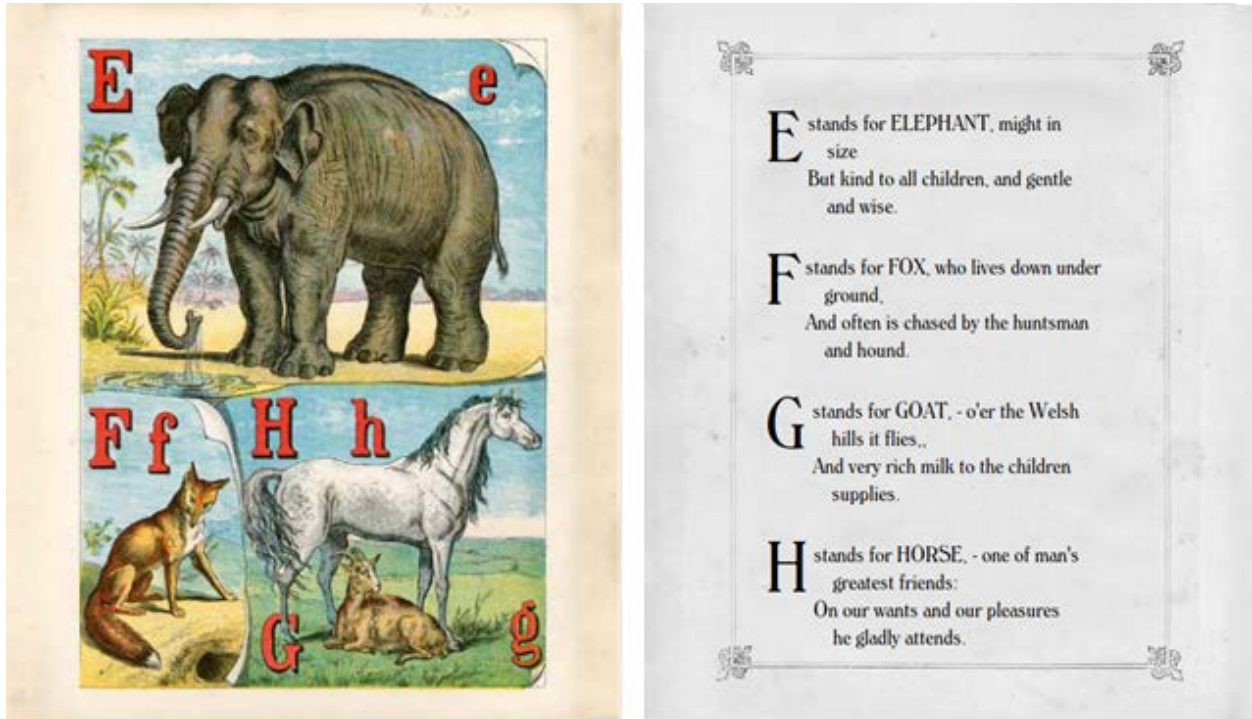 E e
F f
H h
G g
E stands for ELEPHANT, might in
size
But kind to all children, and gentle
and wise.
F stands for FOX, who lives down under
ground,
And often is chased by the huntsman
and hound.
G stands for GOAT, - o'er the Welsh
hills it flies,,
And very rich milk to the children
supplies.
H stands for HORSE, - one of man's
greatest friends:
On our wants and our pleasures
he gladly attends.